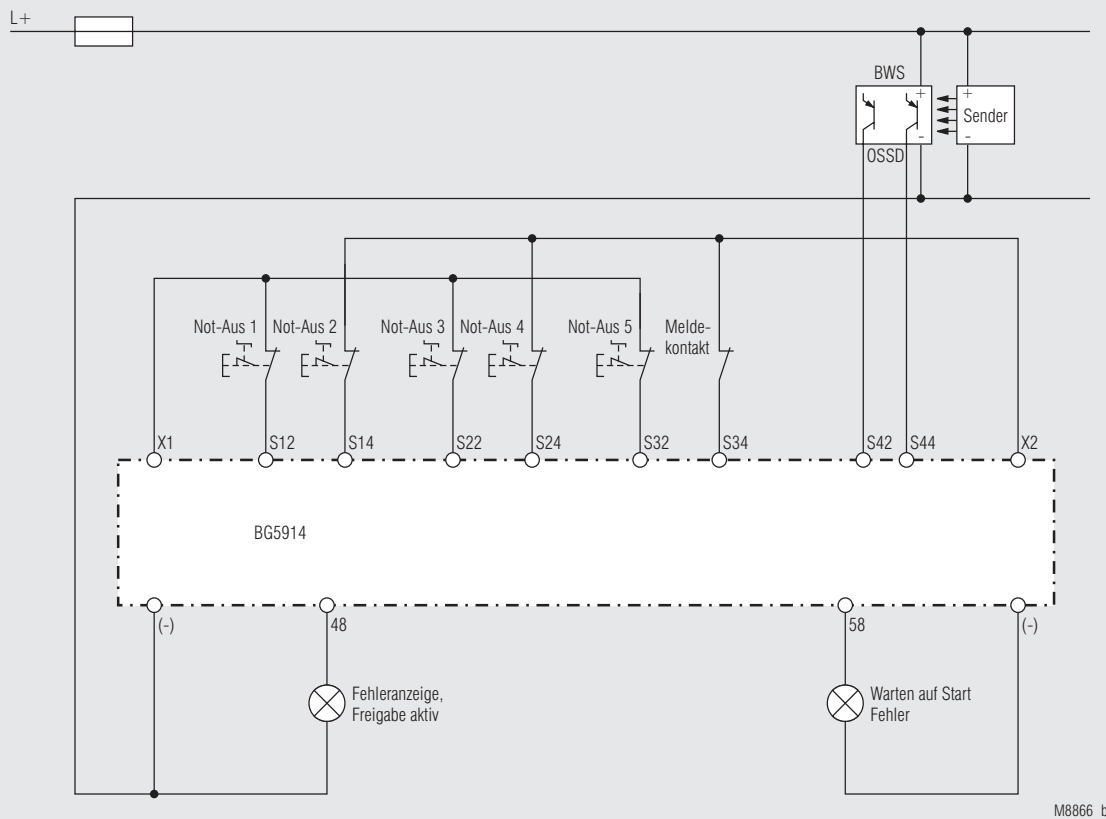 L+
BWS
+
+
Sender
-
-
OSSD
Not-Aus 1
Not-Aus 2
Not-Aus 3
Not-Aus 4
Not-Aus 5
Melde-
kontakt
X1
S12
S14
S22
S24
S32
S34
S42
S44
X2
BG5914
(-)
48
58
(-)
Fehleranzeige,
Freigabe aktiv
Warten auf Start
Fehler
M8866_b